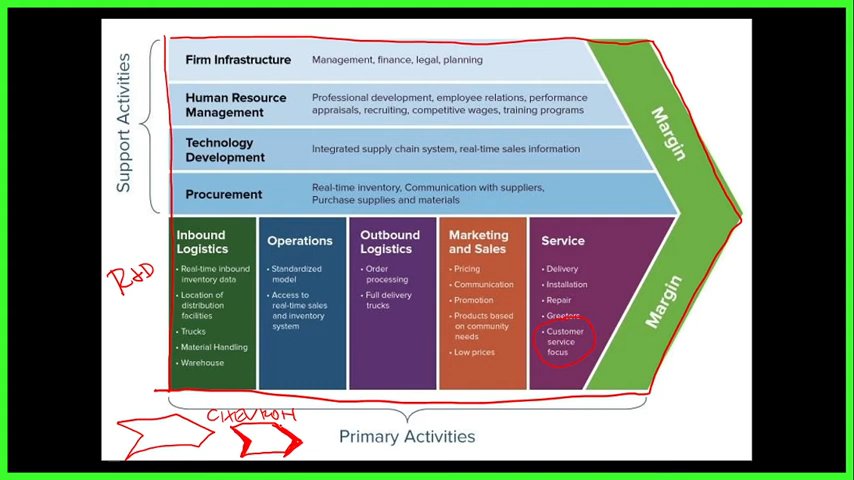 Support Activities
Firm Infrastructure
Management, finance, legal, planning
Human Resource
Management
Professional development, employee relations, performance
appraisals, recruiting, competitive wages, training programs
Technology
Development
Integrated supply chain system, real-time sales information
Procurement
Real-time inventory, Communication with suppliers,
Purchase supplies and materials
Margin
Margin
Inbound
Logistics
• Real-time inbound
inventory data
• Location of
distribution
facilities
• Trucks
• Material Handling
• Warehouse
Operations
• Standardized
model
• Access to
real-time sales
and inventory
system
Outbound
Logistics
• Order
processing
• Full delivery
trucks
Marketing
and Sales
• Pricing
• Communication
• Promotion
• Products based
on community
needs
• Low prices
Service
• Delivery
• Installation
• Repair
• Greeters
• Customer
service
focus
R&D
CHEVRON
Primary Activities